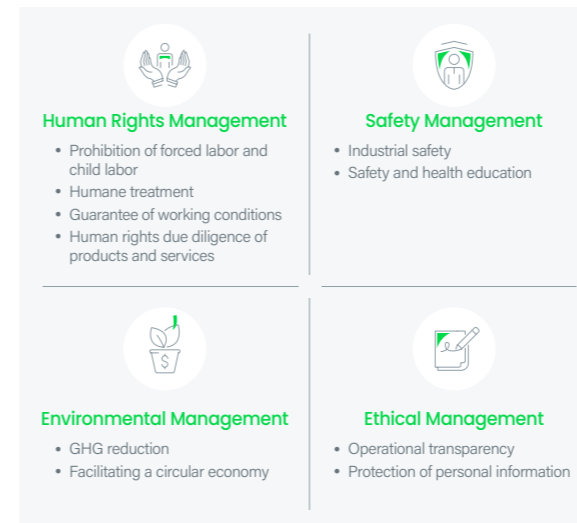 Human Rights Management
• Prohibition of forced labor and
child labor
• Humane treatment
• Guarantee of working conditions
• Human rights due diligence of
products and services
Safety Management
• Industrial safety
• Safety and health education
$
Environmental Management
• GHG reduction
• Facilitating a circular economy
Ethical Management
• Operational transparency
• Protection of personal information